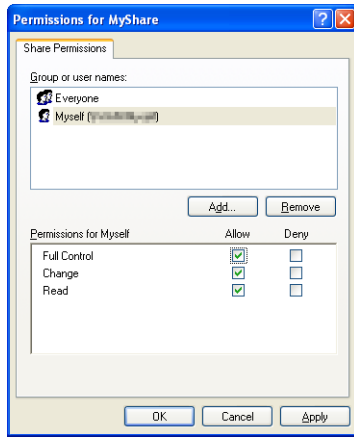 Permissions for MyShare
Share Permissions
Group or user names:
Everyone
Myself (
Add... Remove
Permissions for Myself Allow Deny
Full Control
Change
Read
OK Cancel Apply